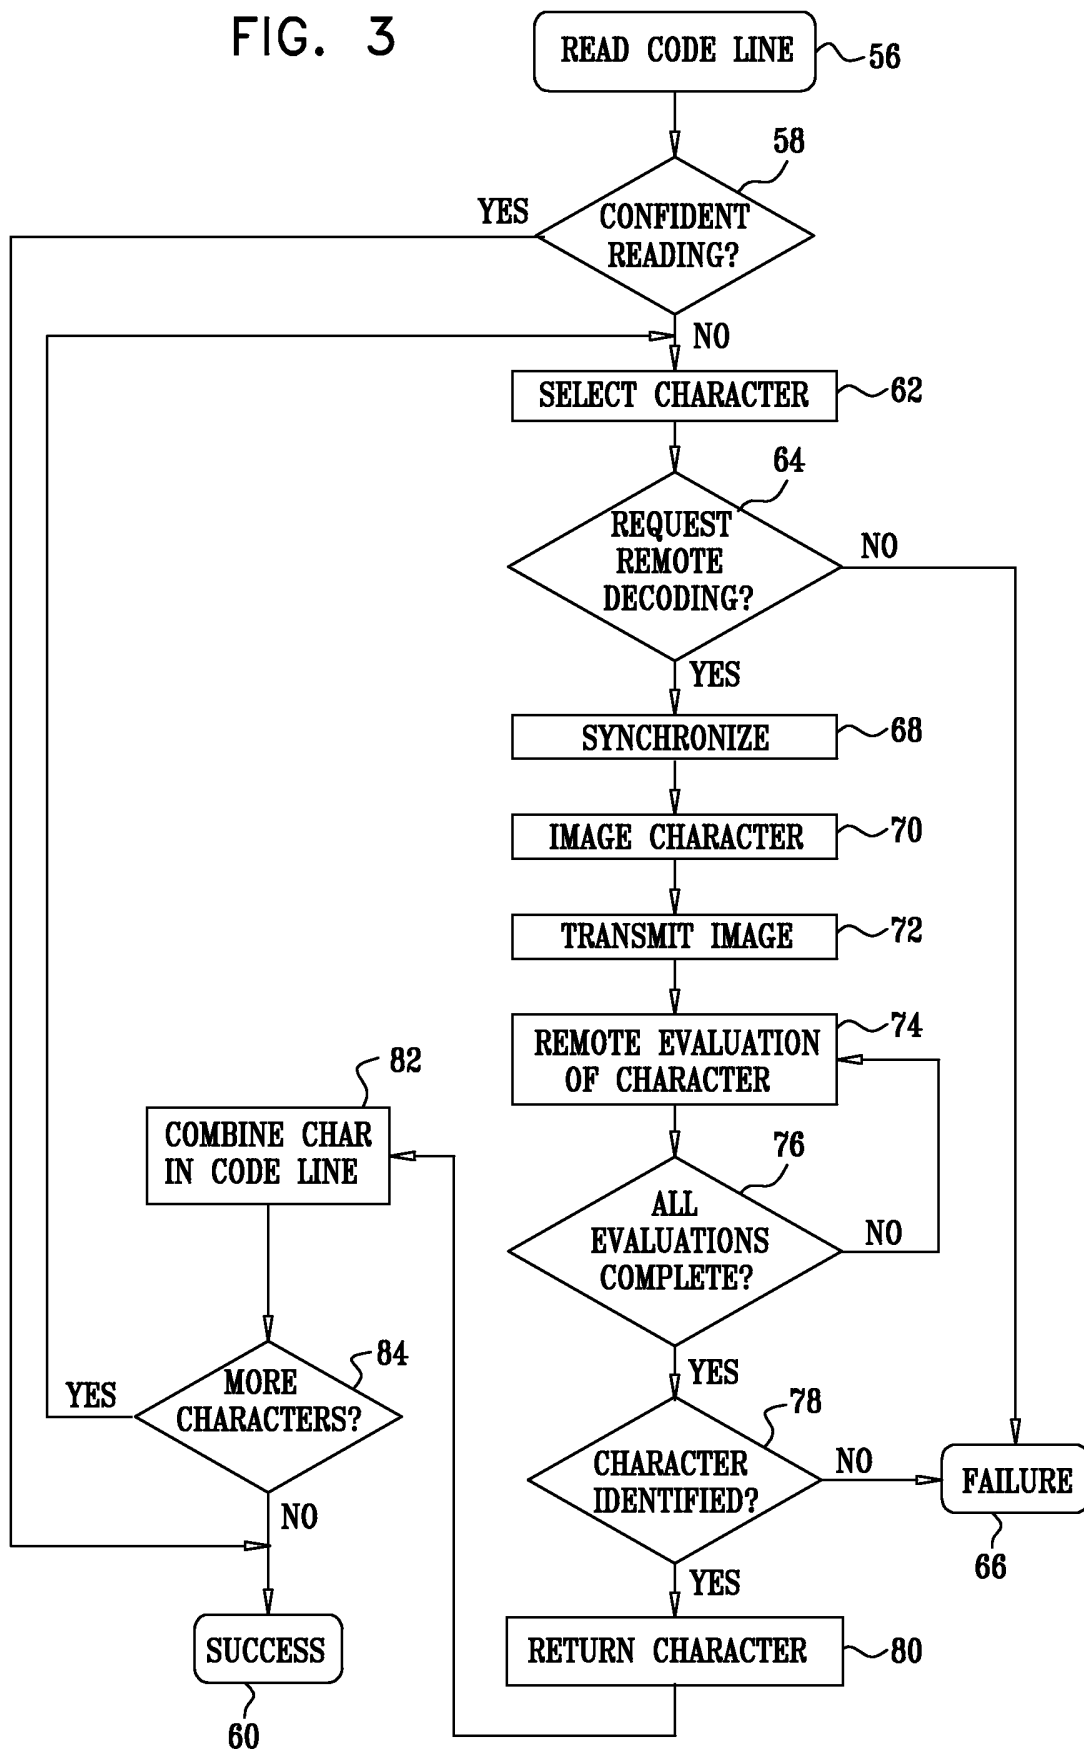 FIG. 3
READ CODE LINE
56
58
YES
CONFIDENT
READING?
NO
SELECT CHARACTER
62
64
REQUEST
REMOTE
DECODING?
NO
YES
SYNCHRONIZE
68
IMAGE CHARACTER
70
TRANSMIT IMAGE
72
REMOTE EVALUATION
OF CHARACTER
74
82
COMBINE CHAR
IN CODE LINE
76
ALL
EVALUATIONS
COMPLETE?
NO
YES
84
YES
MORE
CHARACTERS?
NO
78
CHARACTER
IDENTIFIED?
NO
FAILURE
66
YES
SUCCESS
60
RETURN CHARACTER
80